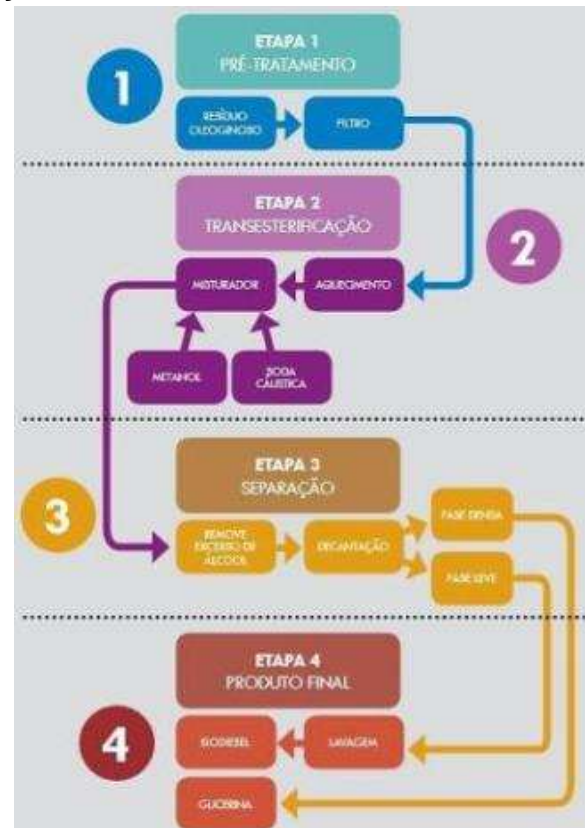 ETAPA 1
PRÉ-TRATAMENTO
1
RESÍDUO
OLEOGINOSO
FILTRO
ETAPA 2
TRANSESTERIFICAÇÃO
2
MISTURADOR
AQUECIMENTO
METANOL
SODA
CÁUSTICA
ETAPA 3
SEPARAÇÃO
3
REMOVE
EXCESSO DE
ÁLCOOL
DECANTAÇÃO
FASE DENSA
FASE LEVE
ETAPA 4
PRODUTO FINAL
4
BIODIESEL
LAVAGEM
GLICERINA